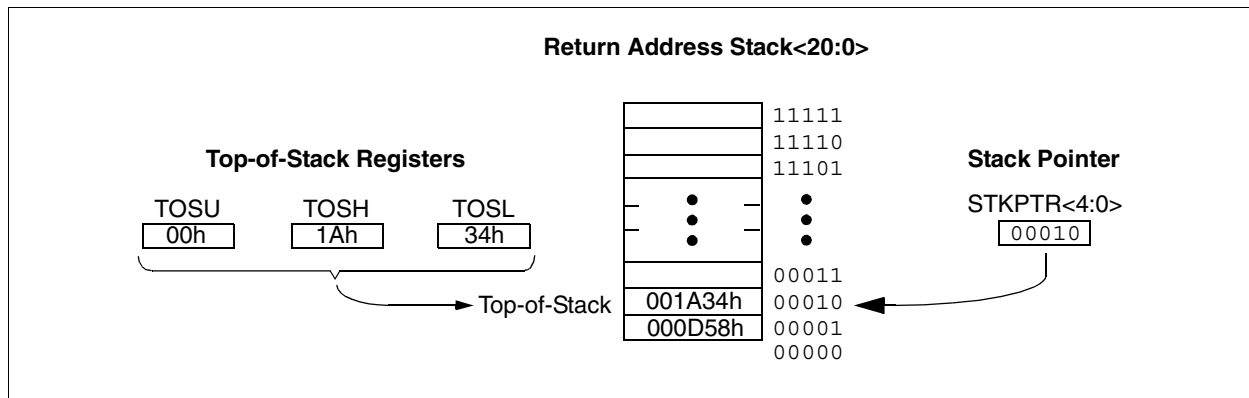 Return Address Stack<20:0>
Top-of-Stack Registers
TOSU TOSH TOSL
00h 1Ah 34h
Top-of-Stack
11111
11110
11101
00011
001A34h 00010
000D58h 00001
00000
Stack Pointer
STKPTR<4:0>
00010